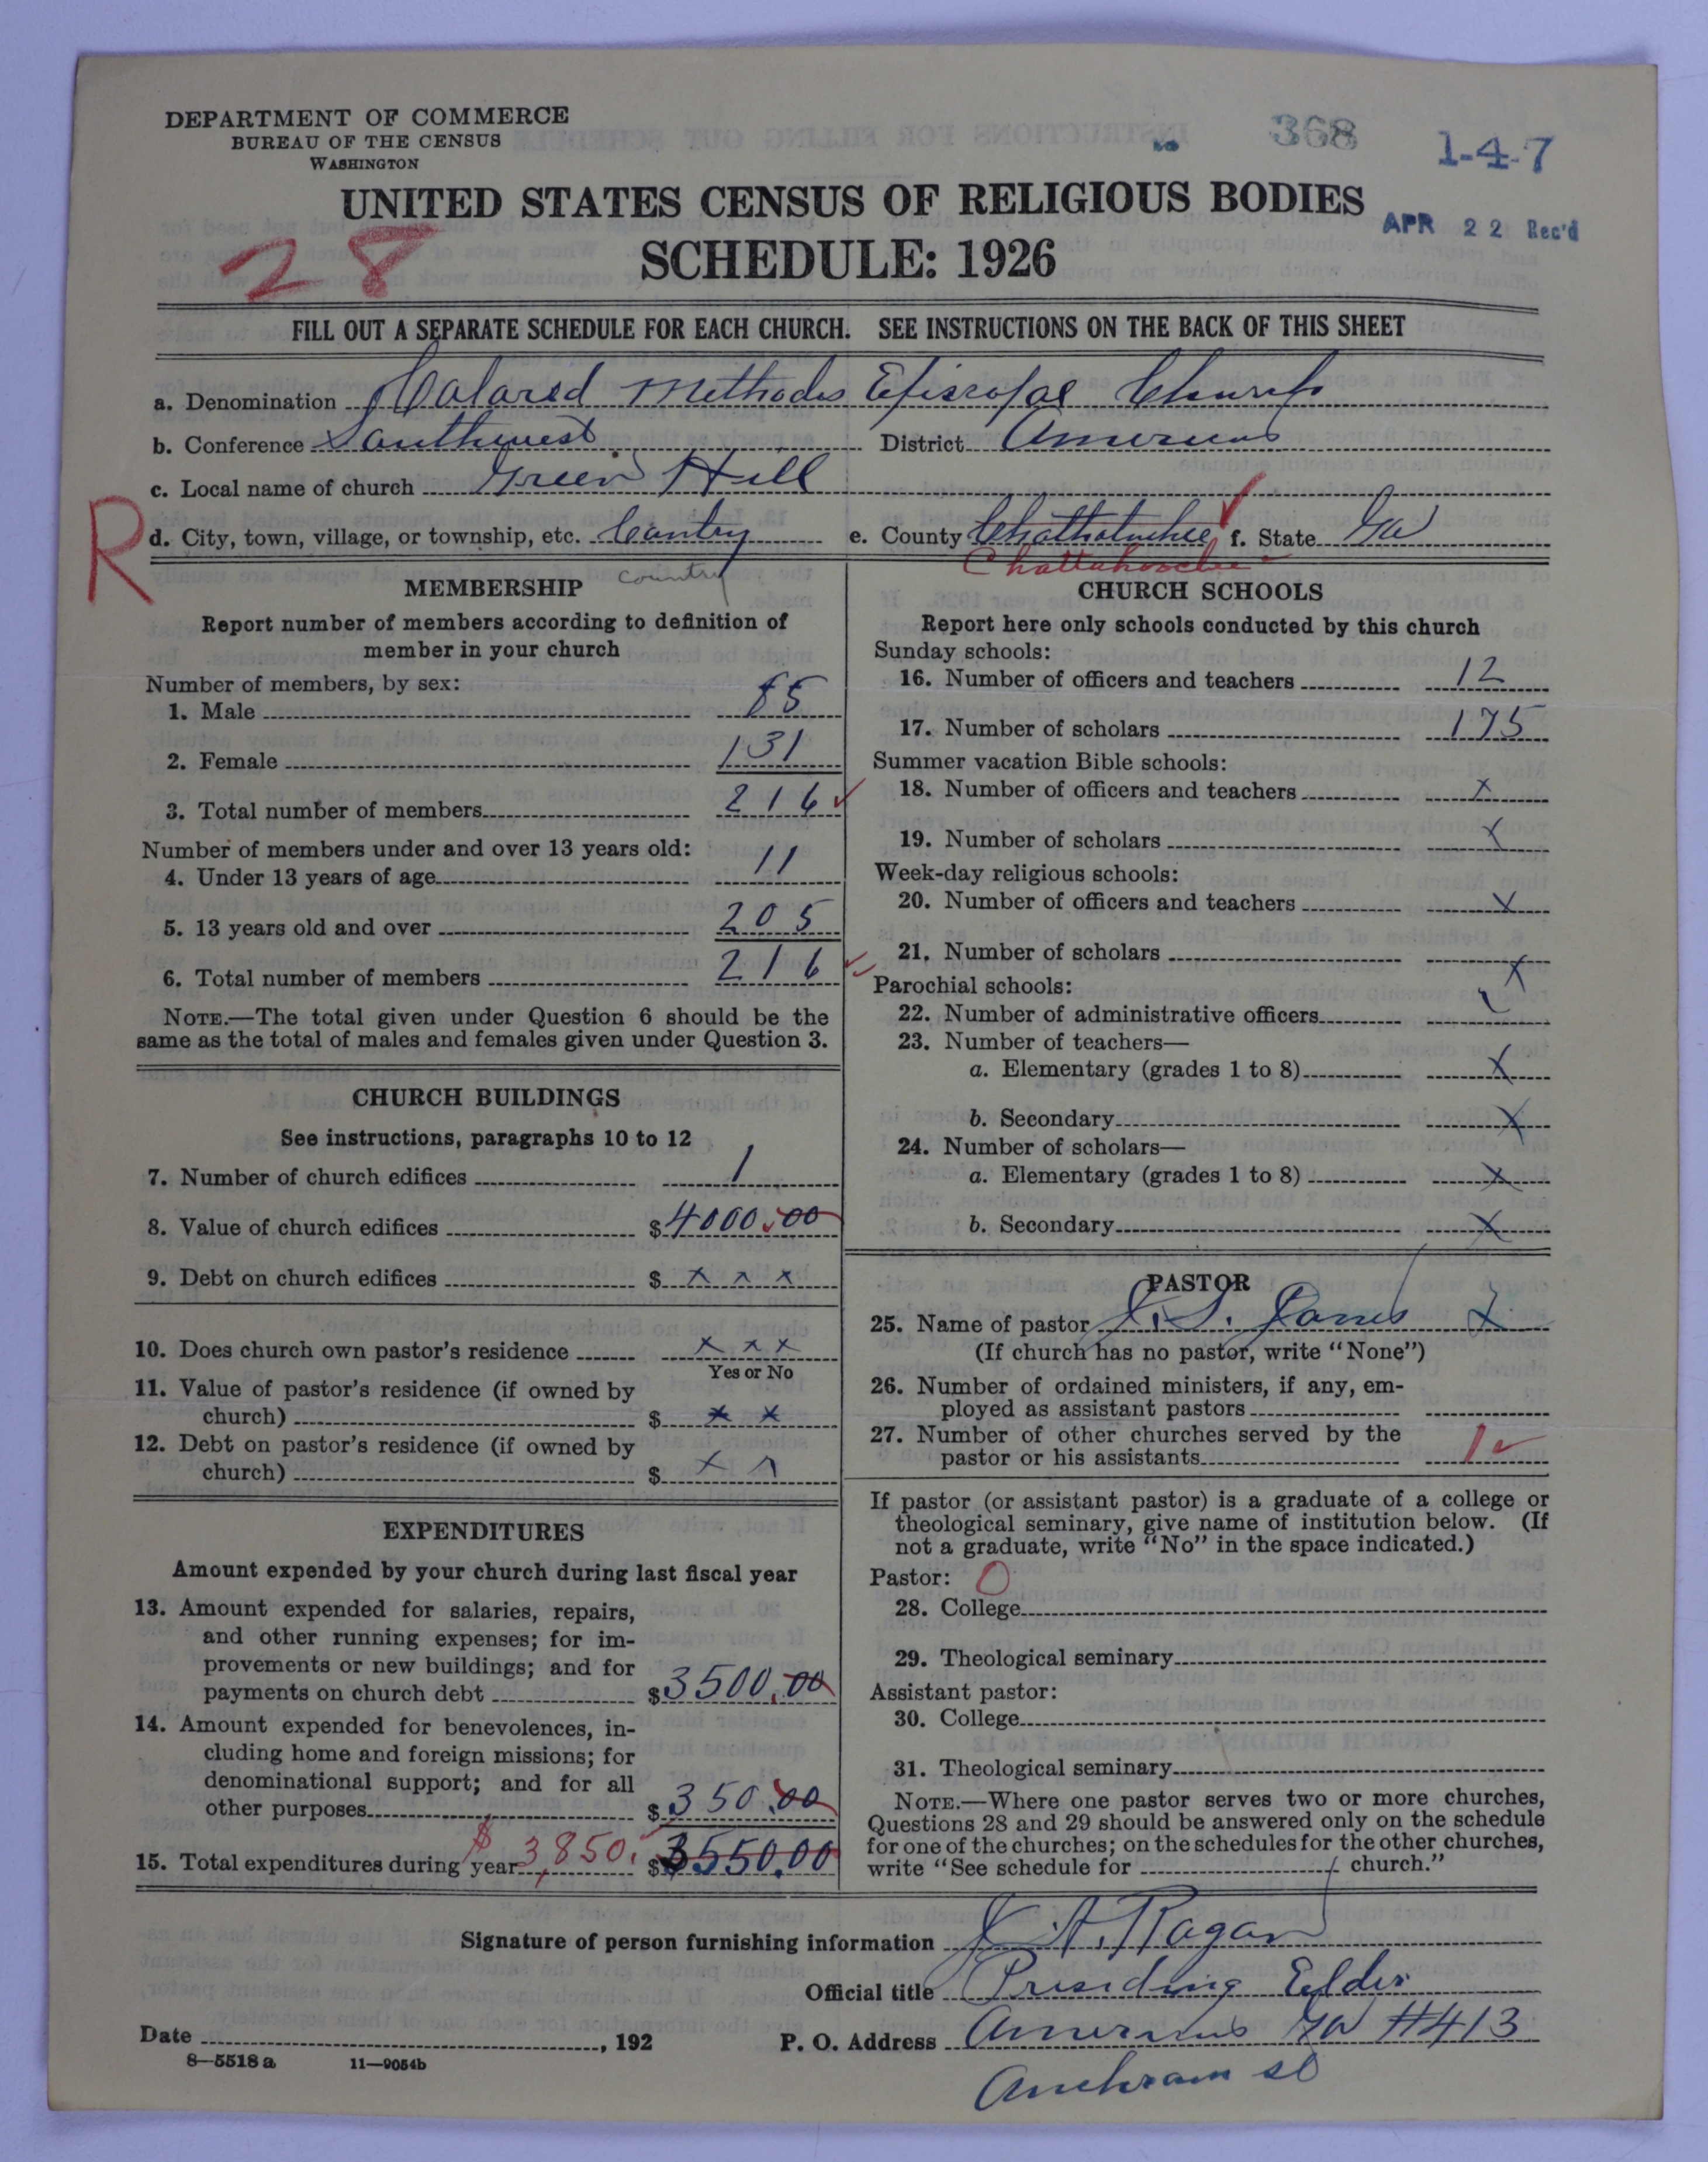 DEPARTMENT OF COMMERCE
BUREAU OF THE CENSUS
WASHINGTON
368
1-4-7
UNITED STATES CENSUS OF RELIGIOUS BODIES
APR 22 Rec'd
28
SCHEDULE: 1926
FILL OUT A SEPARATE SCHEDULE FOR EACH CHURCH. SEE INSTRUCTIONS ON THE BACK OF THIS SHEET
a. Denomination Colored Methodis Episcopal Church
b. Conference Southwest District Americus
c. Local name of church Green Hill
R
d. City, town, village, or township, etc. Cantry e. County Chathatuchee f. State Ga
country
Chattahoochee
MEMBERSHIP
Report number of members according to definition of
member in your church
Number of members, by sex:
1. Male 85
2. Female 131
3. Total number of members 216
Number of members under and over 13 years old:
4. Under 13 years of age 11
5. 13 years old and over 205
6. Total number of members 216
NOTE.—The total given under Question 6 should be the
same as the total of males and females given under Question 3.
CHURCH BUILDINGS
See instructions, paragraphs 10 to 12
7. Number of church edifices 1
8. Value of church edifices $4000.00
9. Debt on church edifices $ x x x
10. Does church own pastor's residence x x x
Yes or No
11. Value of pastor's residence (if owned by
church) $ x x
12. Debt on pastor's residence (if owned by
church) $ x x
EXPENDITURES
Amount expended by your church during last fiscal year
13. Amount expended for salaries, repairs,
and other running expenses; for im-
provements or new buildings; and for
payments on church debt $3500.00
14. Amount expended for benevolences, in-
cluding home and foreign missions; for
denominational support; and for all
other purposes $350.00
15. Total expenditures during year $3,850. $3550.00
CHURCH SCHOOLS
Report here only schools conducted by this church
Sunday schools:
16. Number of officers and teachers 12
17. Number of scholars 175
Summer vacation Bible schools:
18. Number of officers and teachers x
19. Number of scholars x
Week-day religious schools:
20. Number of officers and teachers x
21. Number of scholars x
Parochial schools:
22. Number of administrative officers
23. Number of teachers—
a. Elementary (grades 1 to 8) x
b. Secondary x
24. Number of scholars—
a. Elementary (grades 1 to 8) x
b. Secondary x
PASTOR
25. Name of pastor J. S. Jones x
(If church has no pastor, write "None")
26. Number of ordained ministers, if any, em-
ployed as assistant pastors
27. Number of other churches served by the
pastor or his assistants 1
If pastor (or assistant pastor) is a graduate of a college or
theological seminary, give name of institution below. (If
not a graduate, write "No" in the space indicated.)
Pastor: 0
28. College
29. Theological seminary
Assistant pastor:
30. College
31. Theological seminary
NOTE.—Where one pastor serves two or more churches,
Questions 28 and 29 should be answered only on the schedule
for one of the churches; on the schedules for the other churches,
write "See schedule for church."
Signature of person furnishing information J. A. Ragan
Official title Presiding Elder
Date , 192 P. O. Address Americus Ga #413
8—5518 a 11—9054b
st